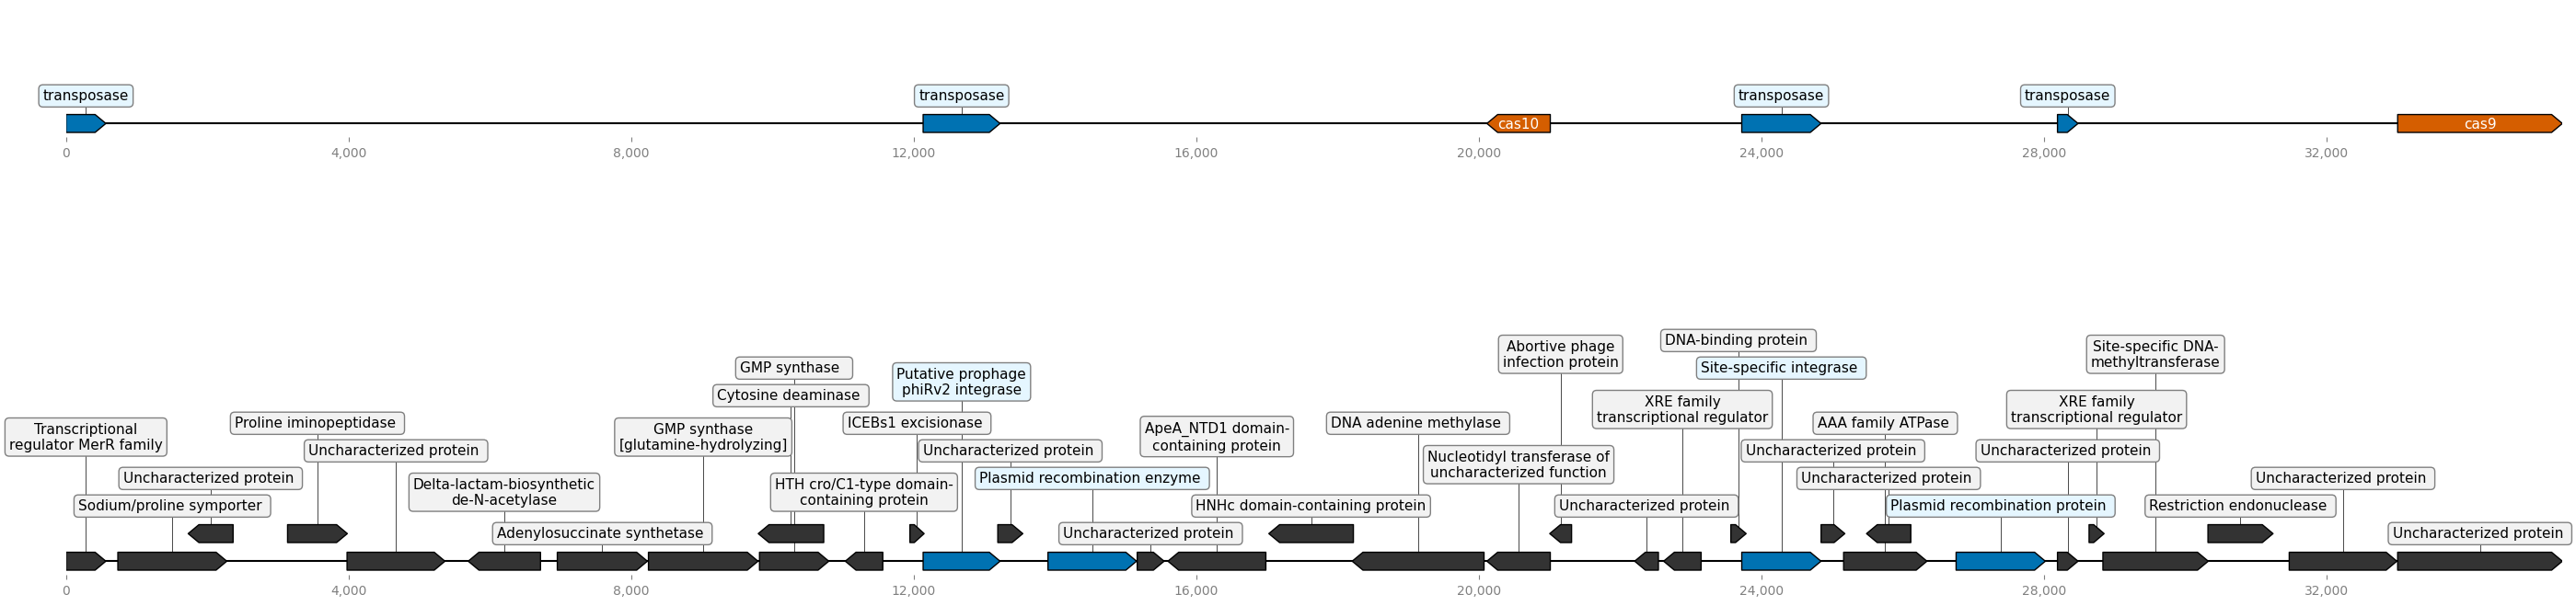 transposase
transposase
transposase
transposase
cas10
cas9
0
4,000
8,000
12,000
16,000
20,000
24,000
28,000
32,000
DNA-binding protein
Abortive phage
infection protein
Site-specific DNA-
methyltransferase
GMP synthase
Site-specific integrase
Putative prophage
phiRv2 integrase
Cytosine deaminase
XRE family
transcriptional regulator
XRE family
transcriptional regulator
Transcriptional
regulator MerR family
Proline iminopeptidase
GMP synthase
[glutamine-hydrolyzing]
ICEBs1 excisionase
ApeA_NTD1 domain-
containing protein
DNA adenine methylase
AAA family ATPase
Uncharacterized protein
Uncharacterized protein
Nucleotidyl transferase of
uncharacterized function
Uncharacterized protein
Uncharacterized protein
Uncharacterized protein
Delta-lactam-biosynthetic
de-N-acetylase
HTH cro/C1-type domain-
containing protein
Plasmid recombination enzyme
Uncharacterized protein
Uncharacterized protein
Sodium/proline symporter
HNHc domain-containing protein
Uncharacterized protein
Plasmid recombination protein
Restriction endonuclease
Adenylosuccinate synthetase
Uncharacterized protein
Uncharacterized protein
0
4,000
8,000
12,000
16,000
20,000
24,000
28,000
32,000